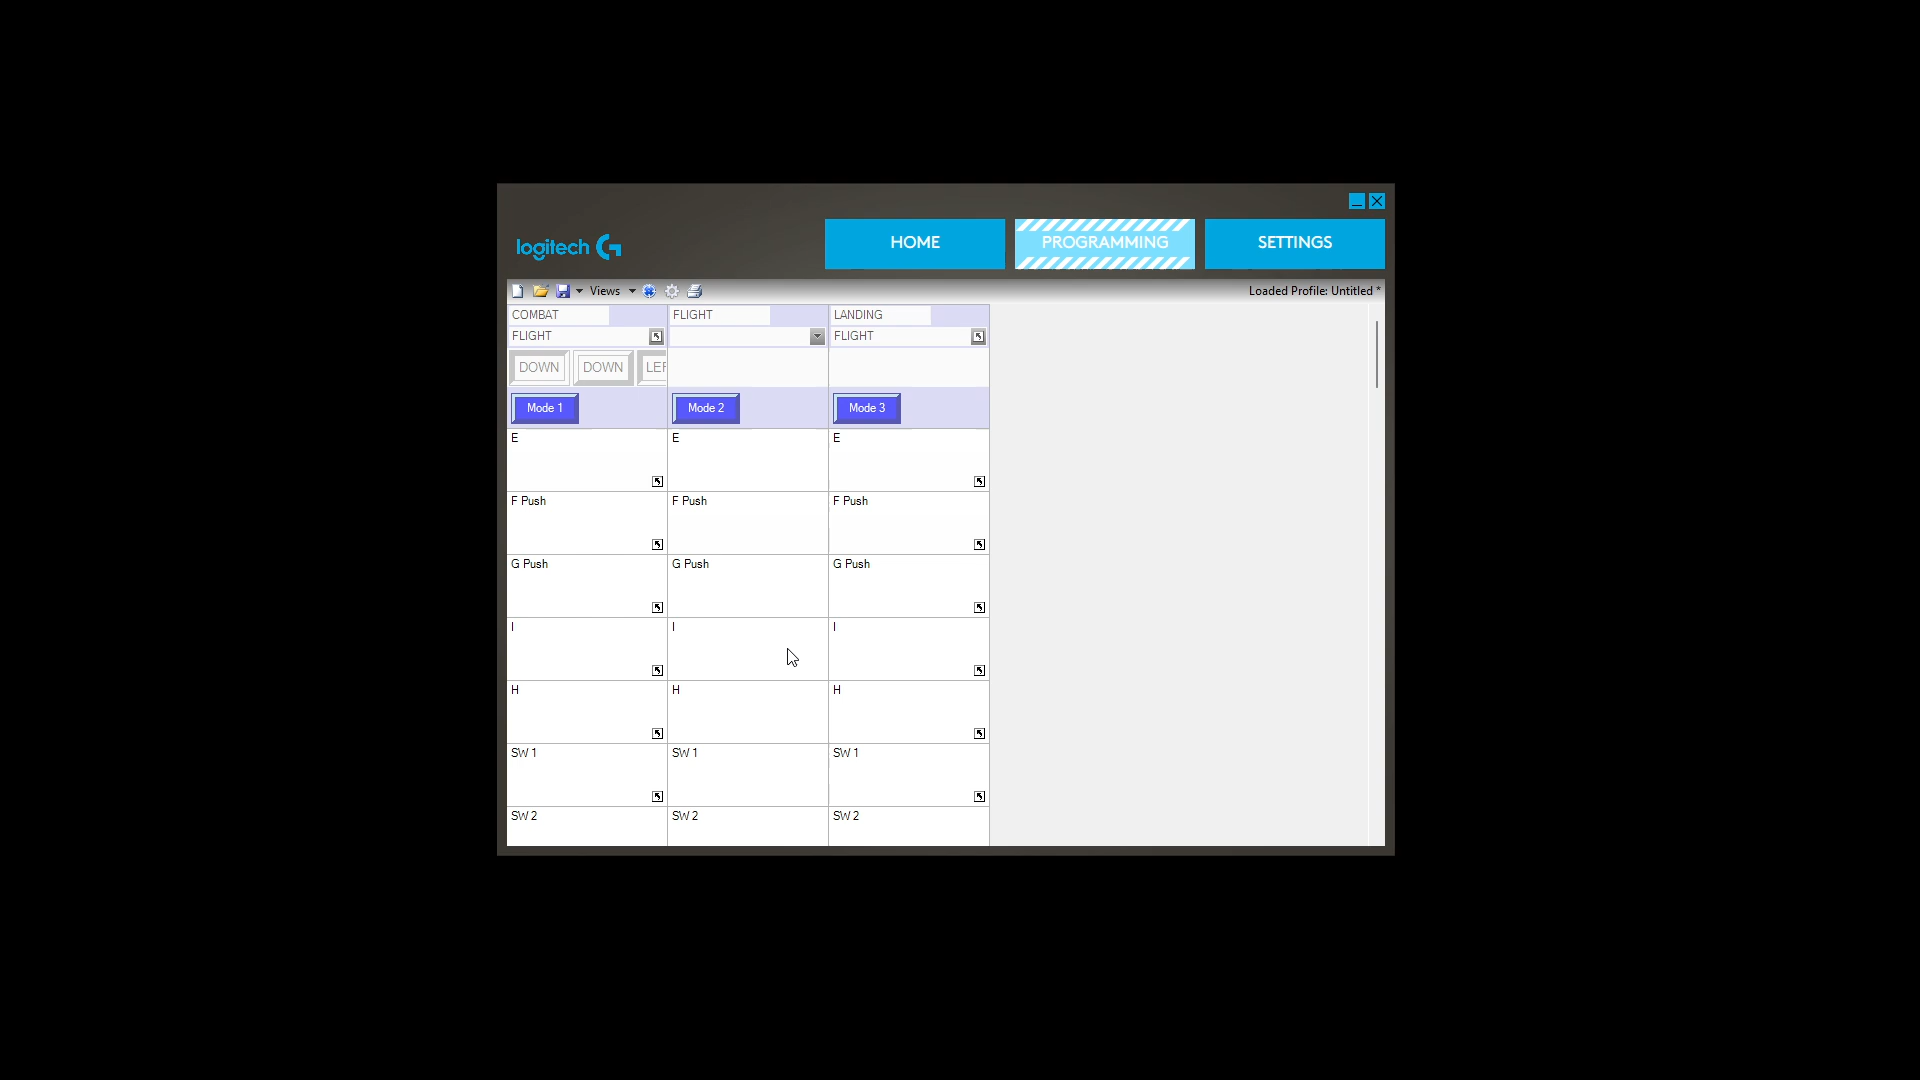 logitech G
HOME
PROGRAMMING
SETTINGS
Views
Loaded Profile: Untitled *
COMBAT
FLIGHT
LANDING
FLIGHT
FLIGHT
DOWN
DOWN
LEF
Mode 1
Mode 2
Mode 3
E
E
E
F Push
F Push
F Push
G Push
G Push
G Push
I
I
I
H
H
H
SW 1
SW 1
SW 1
SW 2
SW 2
SW 2